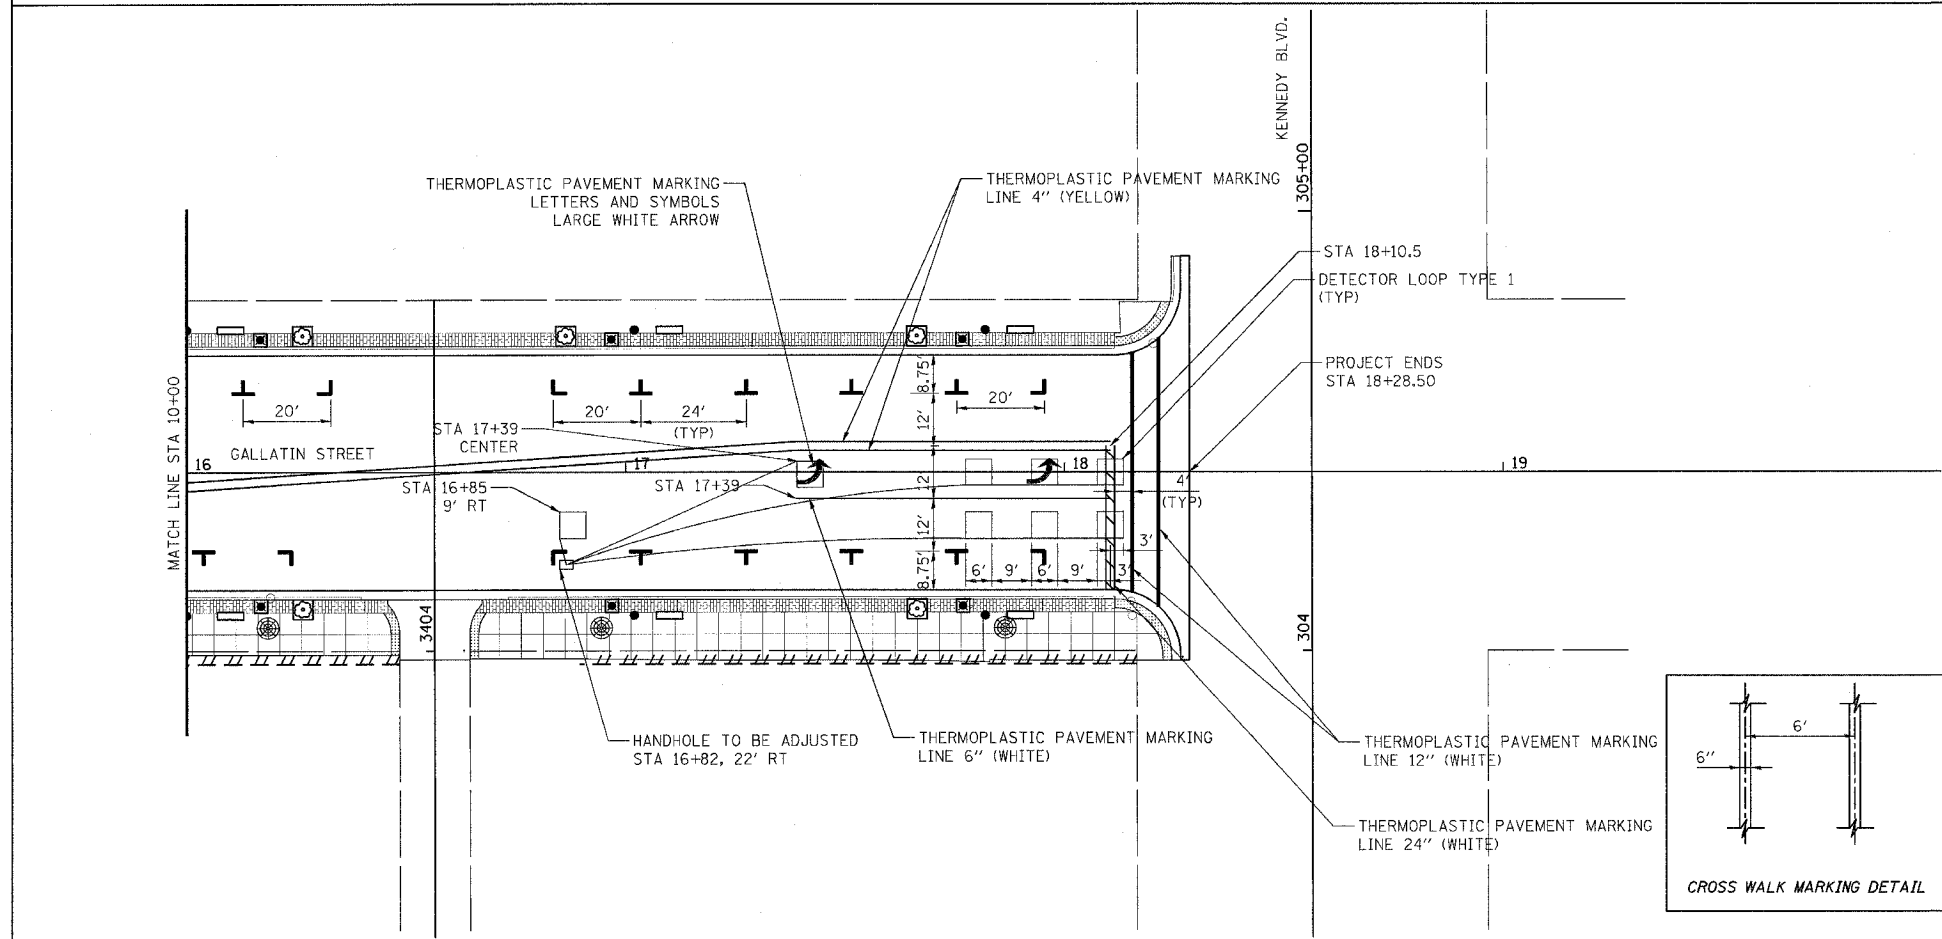 KENNEDY BLVD.
305+00
THERMOPLASTIC PAVEMENT MARKING
LETTERS AND SYMBOLS
LARGE WHITE ARROW
THERMOPLASTIC PAVEMENT MARKING
LINE 4" (YELLOW)
STA 18+10.5
DETECTOR LOOP TYPE 1
(TYP)
PROJECT ENDS
STA 18+28.50
MATCH LINE STA 10+00
20'
20'
24'
(TYP)
20'
8.75'
12'
12'
12'
8.75'
STA 17+39
CENTER
GALLATIN STREET
16
17
18
19
STA 16+85
9' RT
STA 17+39
4'
(TYP)
3'
6'
9'
6'
9'
3'
3404
304
HANDHOLE TO BE ADJUSTED
STA 16+82, 22' RT
THERMOPLASTIC PAVEMENT MARKING
LINE 6" (WHITE)
THERMOPLASTIC PAVEMENT MARKING
LINE 12" (WHITE)
THERMOPLASTIC PAVEMENT MARKING
LINE 24" (WHITE)
6'
6"
CROSS WALK MARKING DETAIL